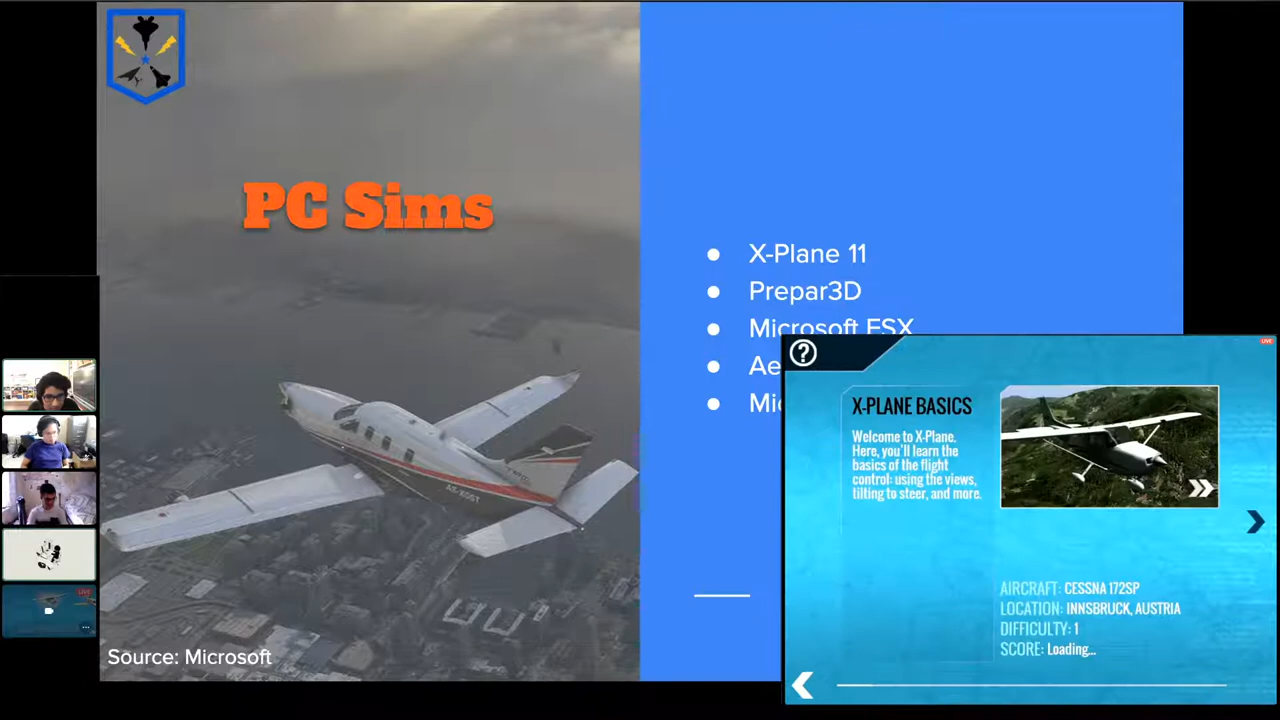 PC Sims
X-Plane 11
Prepar3D
Microsoft FSX
Source: Microsoft
LIVE
X-PLANE BASICS
Welcome to X-Plane.
Here, you'll learn the
basics of the flight
control: using the views,
tilting to steer, and more.
AIRCRAFT: CESSNA 172SP
LOCATION: INNSBRUCK, AUSTRIA
DIFFICULTY: 1
SCORE: Loading...
LIVE